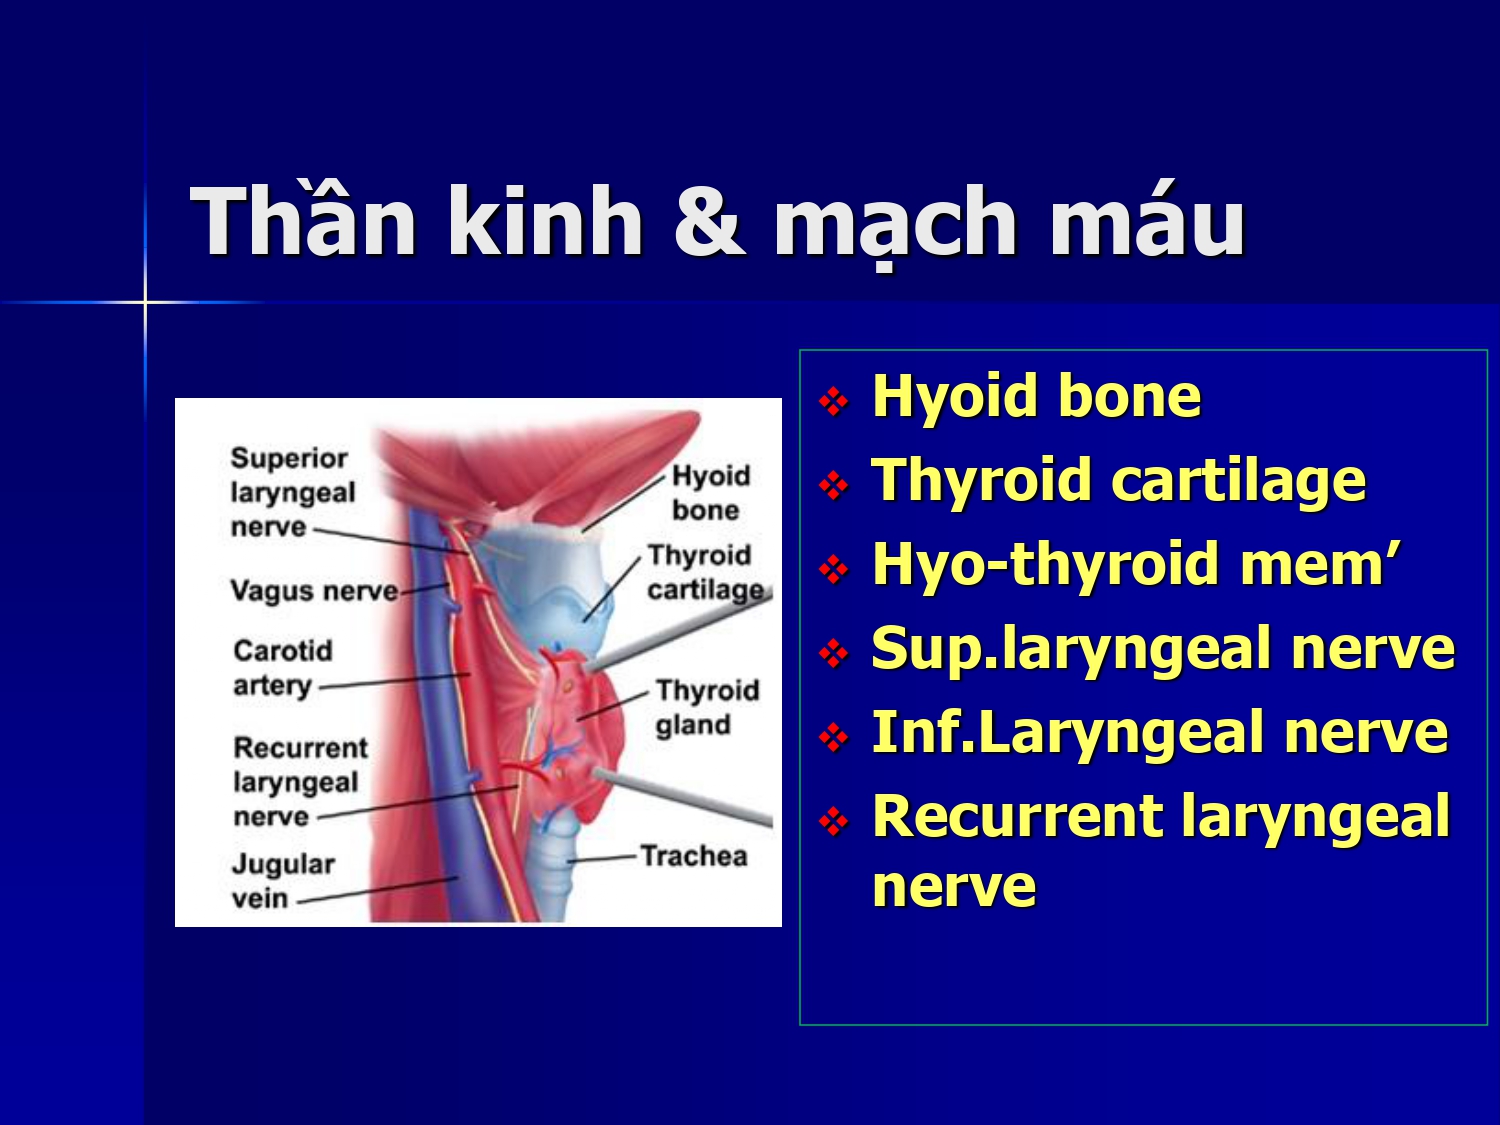 Thần kinh & mạch máu
Superior
laryngeal
nerve
Vagus nerve
Carotid
artery
Recurrent
laryngeal
nerve
Jugular
vein
Hyoid
bone
Thyroid
cartilage
Thyroid
gland
Trachea
Hyoid bone
Thyroid cartilage
Hyo-thyroid mem’
Sup.laryngeal nerve
Inf.Laryngeal nerve
Recurrent laryngeal
nerve